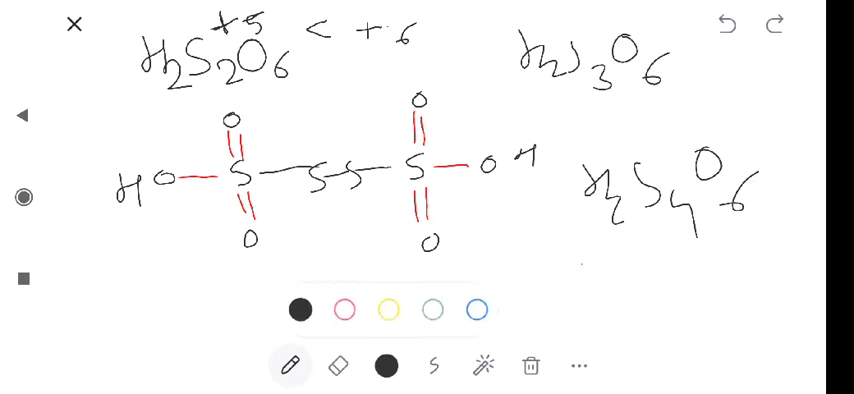 +5
H2S2O6 < +6
H2S3O6
O O
HO S S S S OH
O O
H2S4O6